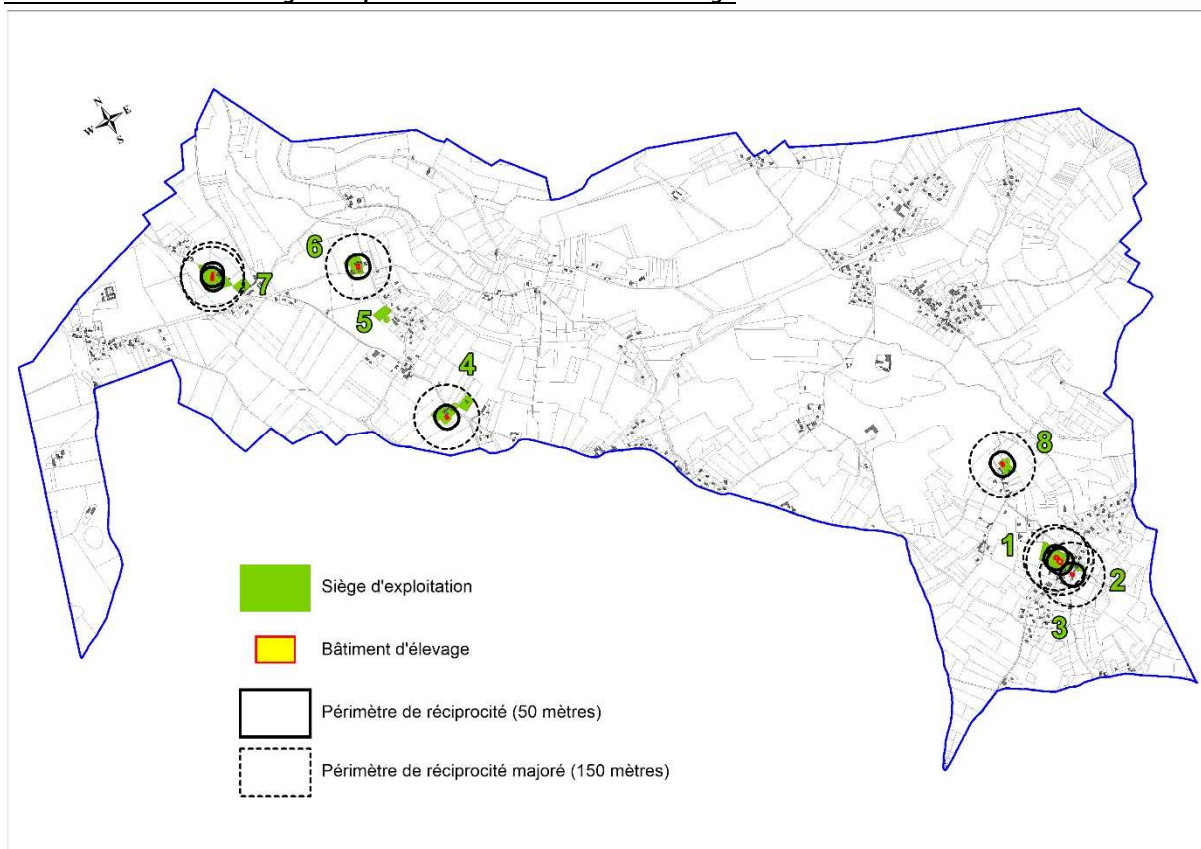 N
E
W
S
6
7
5
4
8
1
2
3
Siège d'exploitation
Bâtiment d'élevage
Périmètre de réciprocité (50 mètres)
Périmètre de réciprocité majoré (150 mètres)